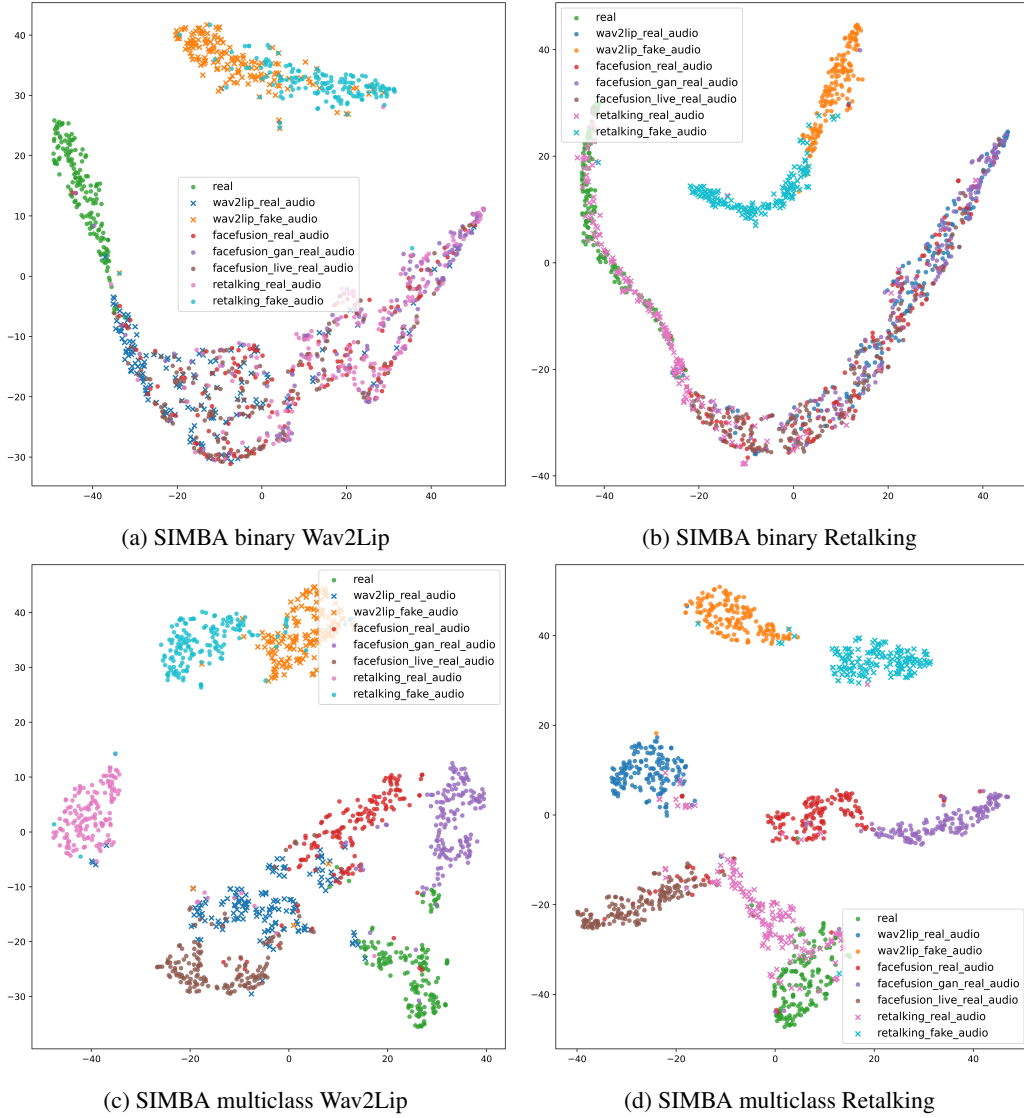 40
30
20
10
0
−10
−20
−30
−40
−20
0
20
40
real
wav2lip_real_audio
wav2lip_fake_audio
facefusion_real_audio
facefusion_gan_real_audio
facefusion_live_real_audio
retalking_real_audio
retalking_fake_audio
(a) SIMBA binary Wav2Lip
real
wav2lip_real_audio
wav2lip_fake_audio
facefusion_real_audio
facefusion_gan_real_audio
facefusion_live_real_audio
retalking_real_audio
retalking_fake_audio
40
20
0
−20
−40
−40
−20
0
20
40
(b) SIMBA binary Retalking
real
wav2lip_real_audio
wav2lip_fake_audio
facefusion_real_audio
facefusion_gan_real_audio
facefusion_live_real_audio
retalking_real_audio
retalking_fake_audio
40
30
20
10
0
−10
−20
−30
−40
−20
0
20
40
(c) SIMBA multiclass Wav2Lip
40
20
0
−20
−40
real
wav2lip_real_audio
wav2lip_fake_audio
facefusion_real_audio
facefusion_gan_real_audio
facefusion_live_real_audio
retalking_real_audio
retalking_fake_audio
−40
−20
0
20
40
(d) SIMBA multiclass Retalking